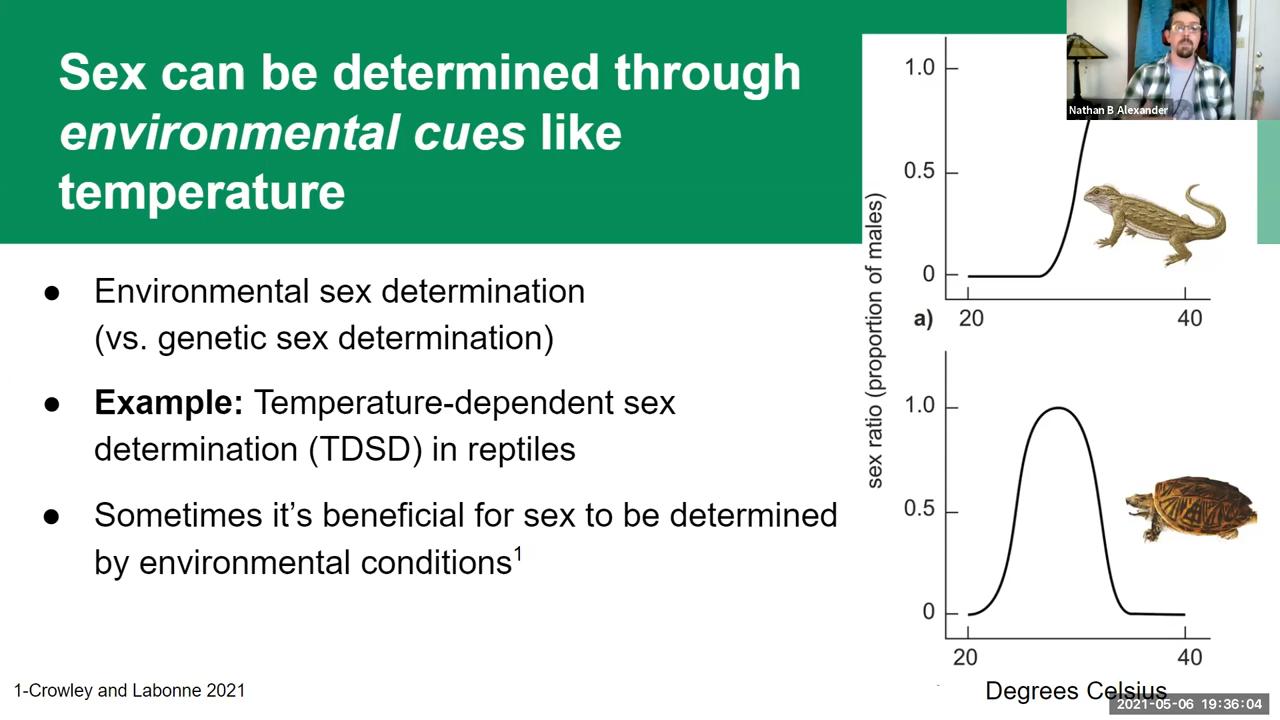 Sex can be determined through
environmental cues like
temperature
● Environmental sex determination
(vs. genetic sex determination)
● Example: Temperature-dependent sex
determination (TDSD) in reptiles
● Sometimes it's beneficial for sex to be determined
by environmental conditions1
1-Crowley and Labonne 2021
sex ratio (proportion of males)
1.0
0.5
0
a) 20 40
1.0
0.5
0
20 40
Degrees Celsius
Nathan B Alexander
2021-05-06 19:36:04